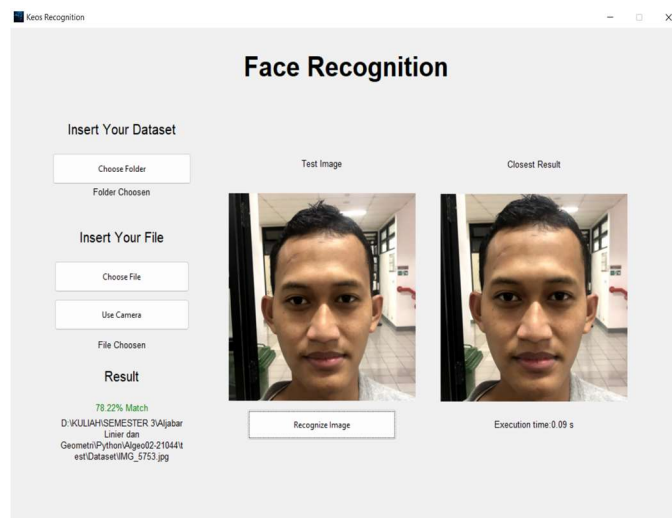 Keos Recognition
Face Recognition
Insert Your Dataset
Choose Folder
Folder Choosen
Insert Your File
Choose File
Use Camera
File Choosen
Result
78.22% Match
D:\KULIAH\SEMESTER 3\Aljabar
Linier dan
Geometri\Python\Algeo02-21044\t
est\Dataset\IMG_5753.jpg
Test Image
Closest Result
Recognize Image
Execution time:0.09 s